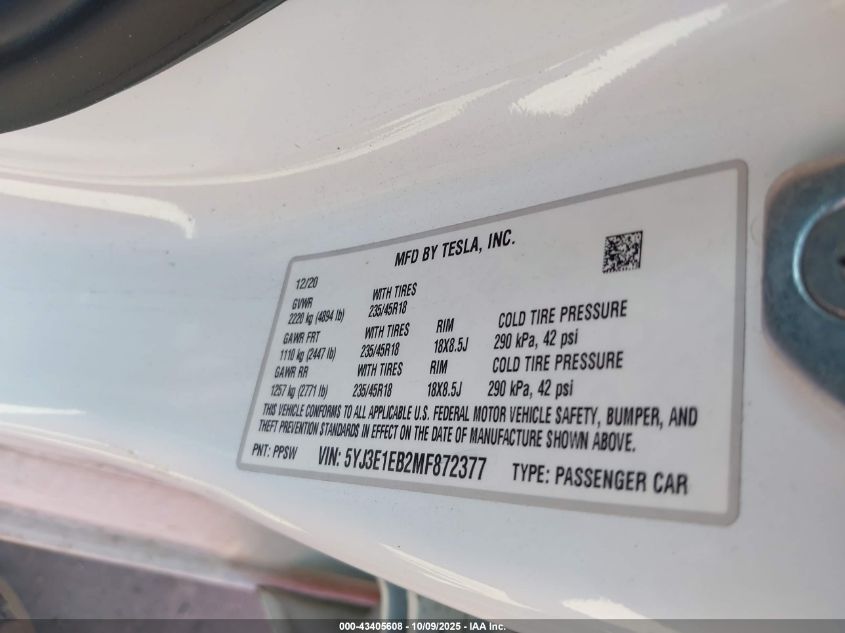 MFD BY TESLA, INC.
12/20
GVWR WITH TIRES
2220 kg (4894 lb) 235/45R18
GAWR FRT WITH TIRES RIM COLD TIRE PRESSURE
1110 kg (2447 lb) 235/45R18 18X8.5J 290 kPa, 42 psi
GAWR RR WITH TIRES RIM COLD TIRE PRESSURE
1257 kg (2771 lb) 235/45R18 18X8.5J 290 kPa, 42 psi
THIS VEHICLE CONFORMS TO ALL APPLICABLE U.S. FEDERAL MOTOR VEHICLE SAFETY, BUMPER, AND
THEFT PREVENTION STANDARDS IN EFFECT ON THE DATE OF MANUFACTURE SHOWN ABOVE.
PNT: PPSW VIN: 5YJ3E1EB2MF872377 TYPE: PASSENGER CAR
000-43405608 - 10/09/2025 - IAA Inc.